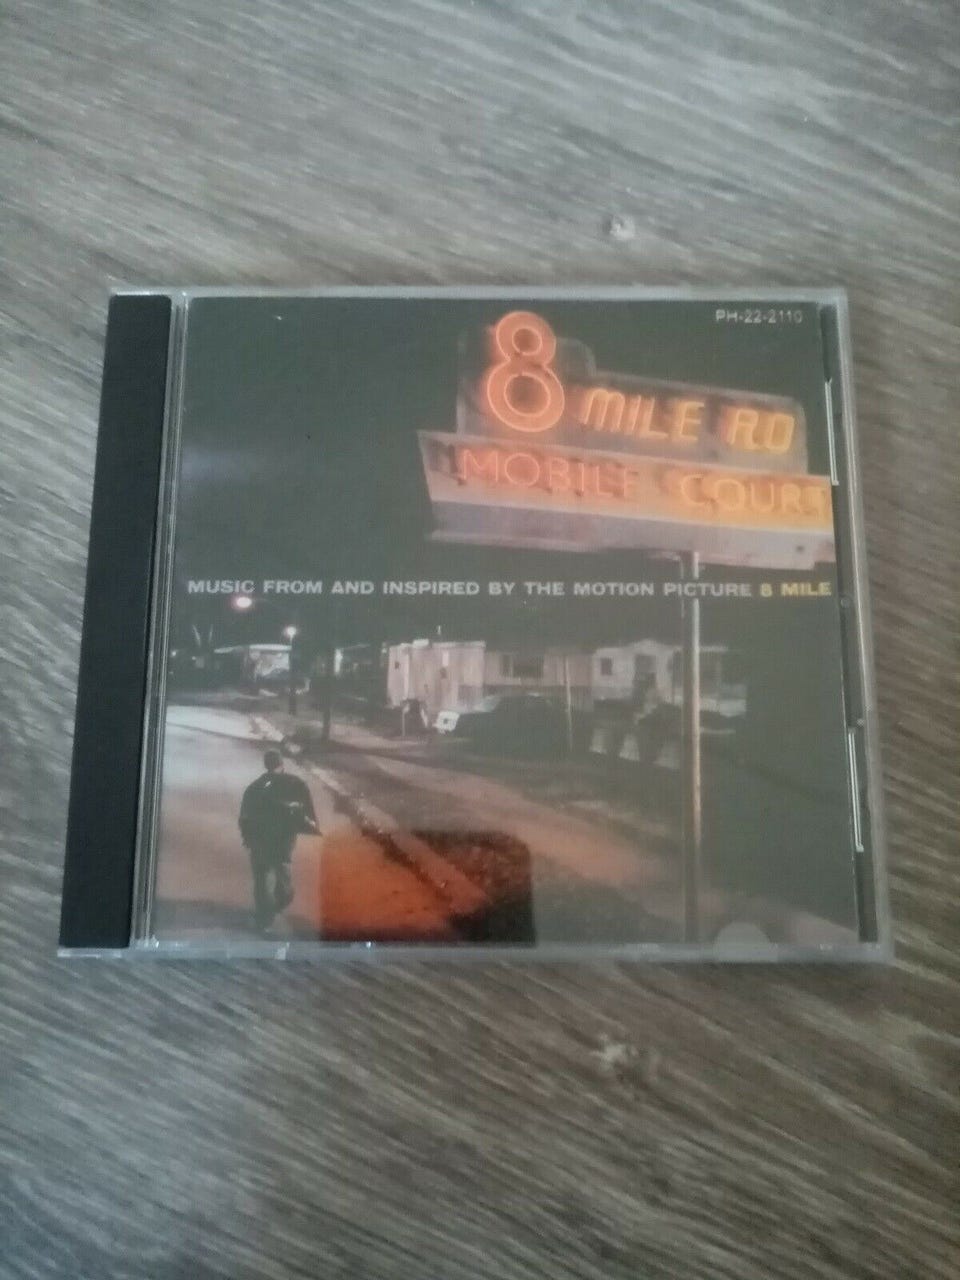 PH-22-2110
8 MILE RD
MOBILE COURT
MUSIC FROM AND INSPIRED BY THE MOTION PICTURE 8 MILE